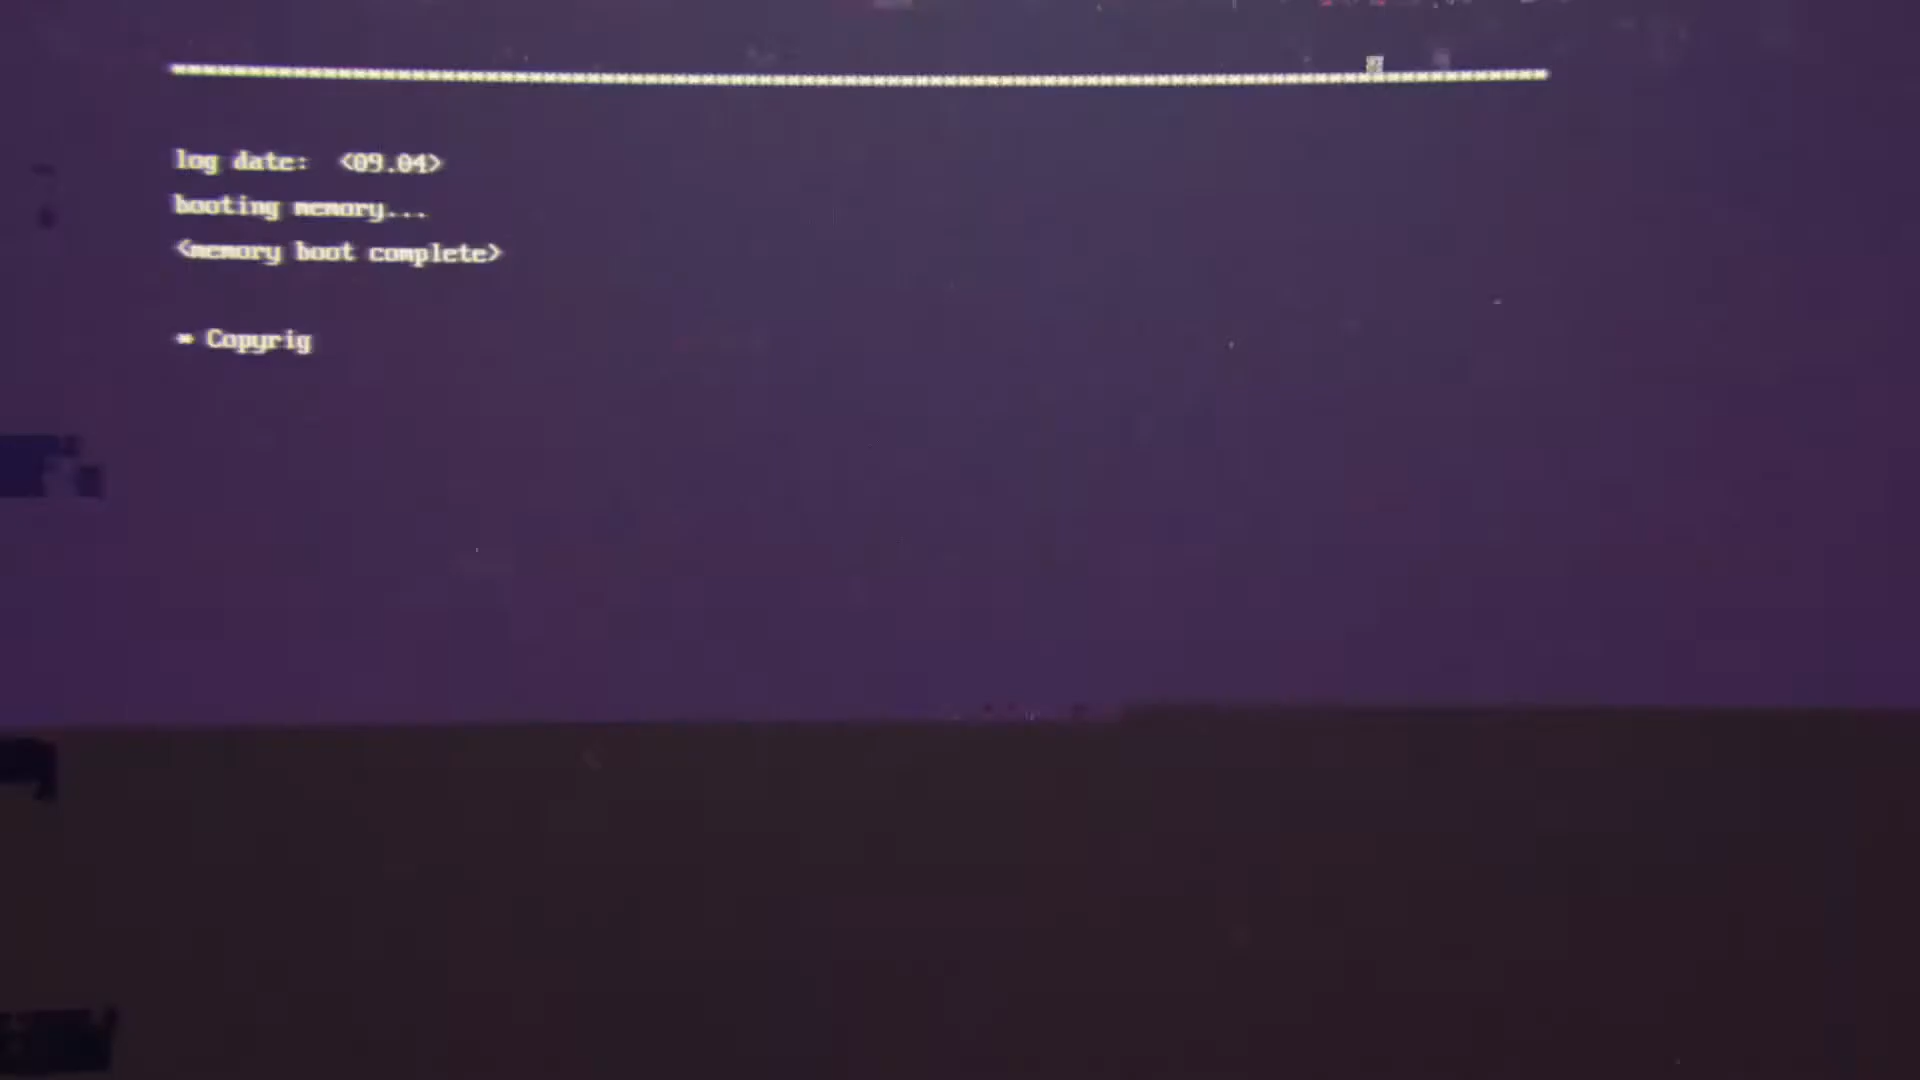 log date:  <09.04>
booting memory...
<memory boot complete>
* Copyrig